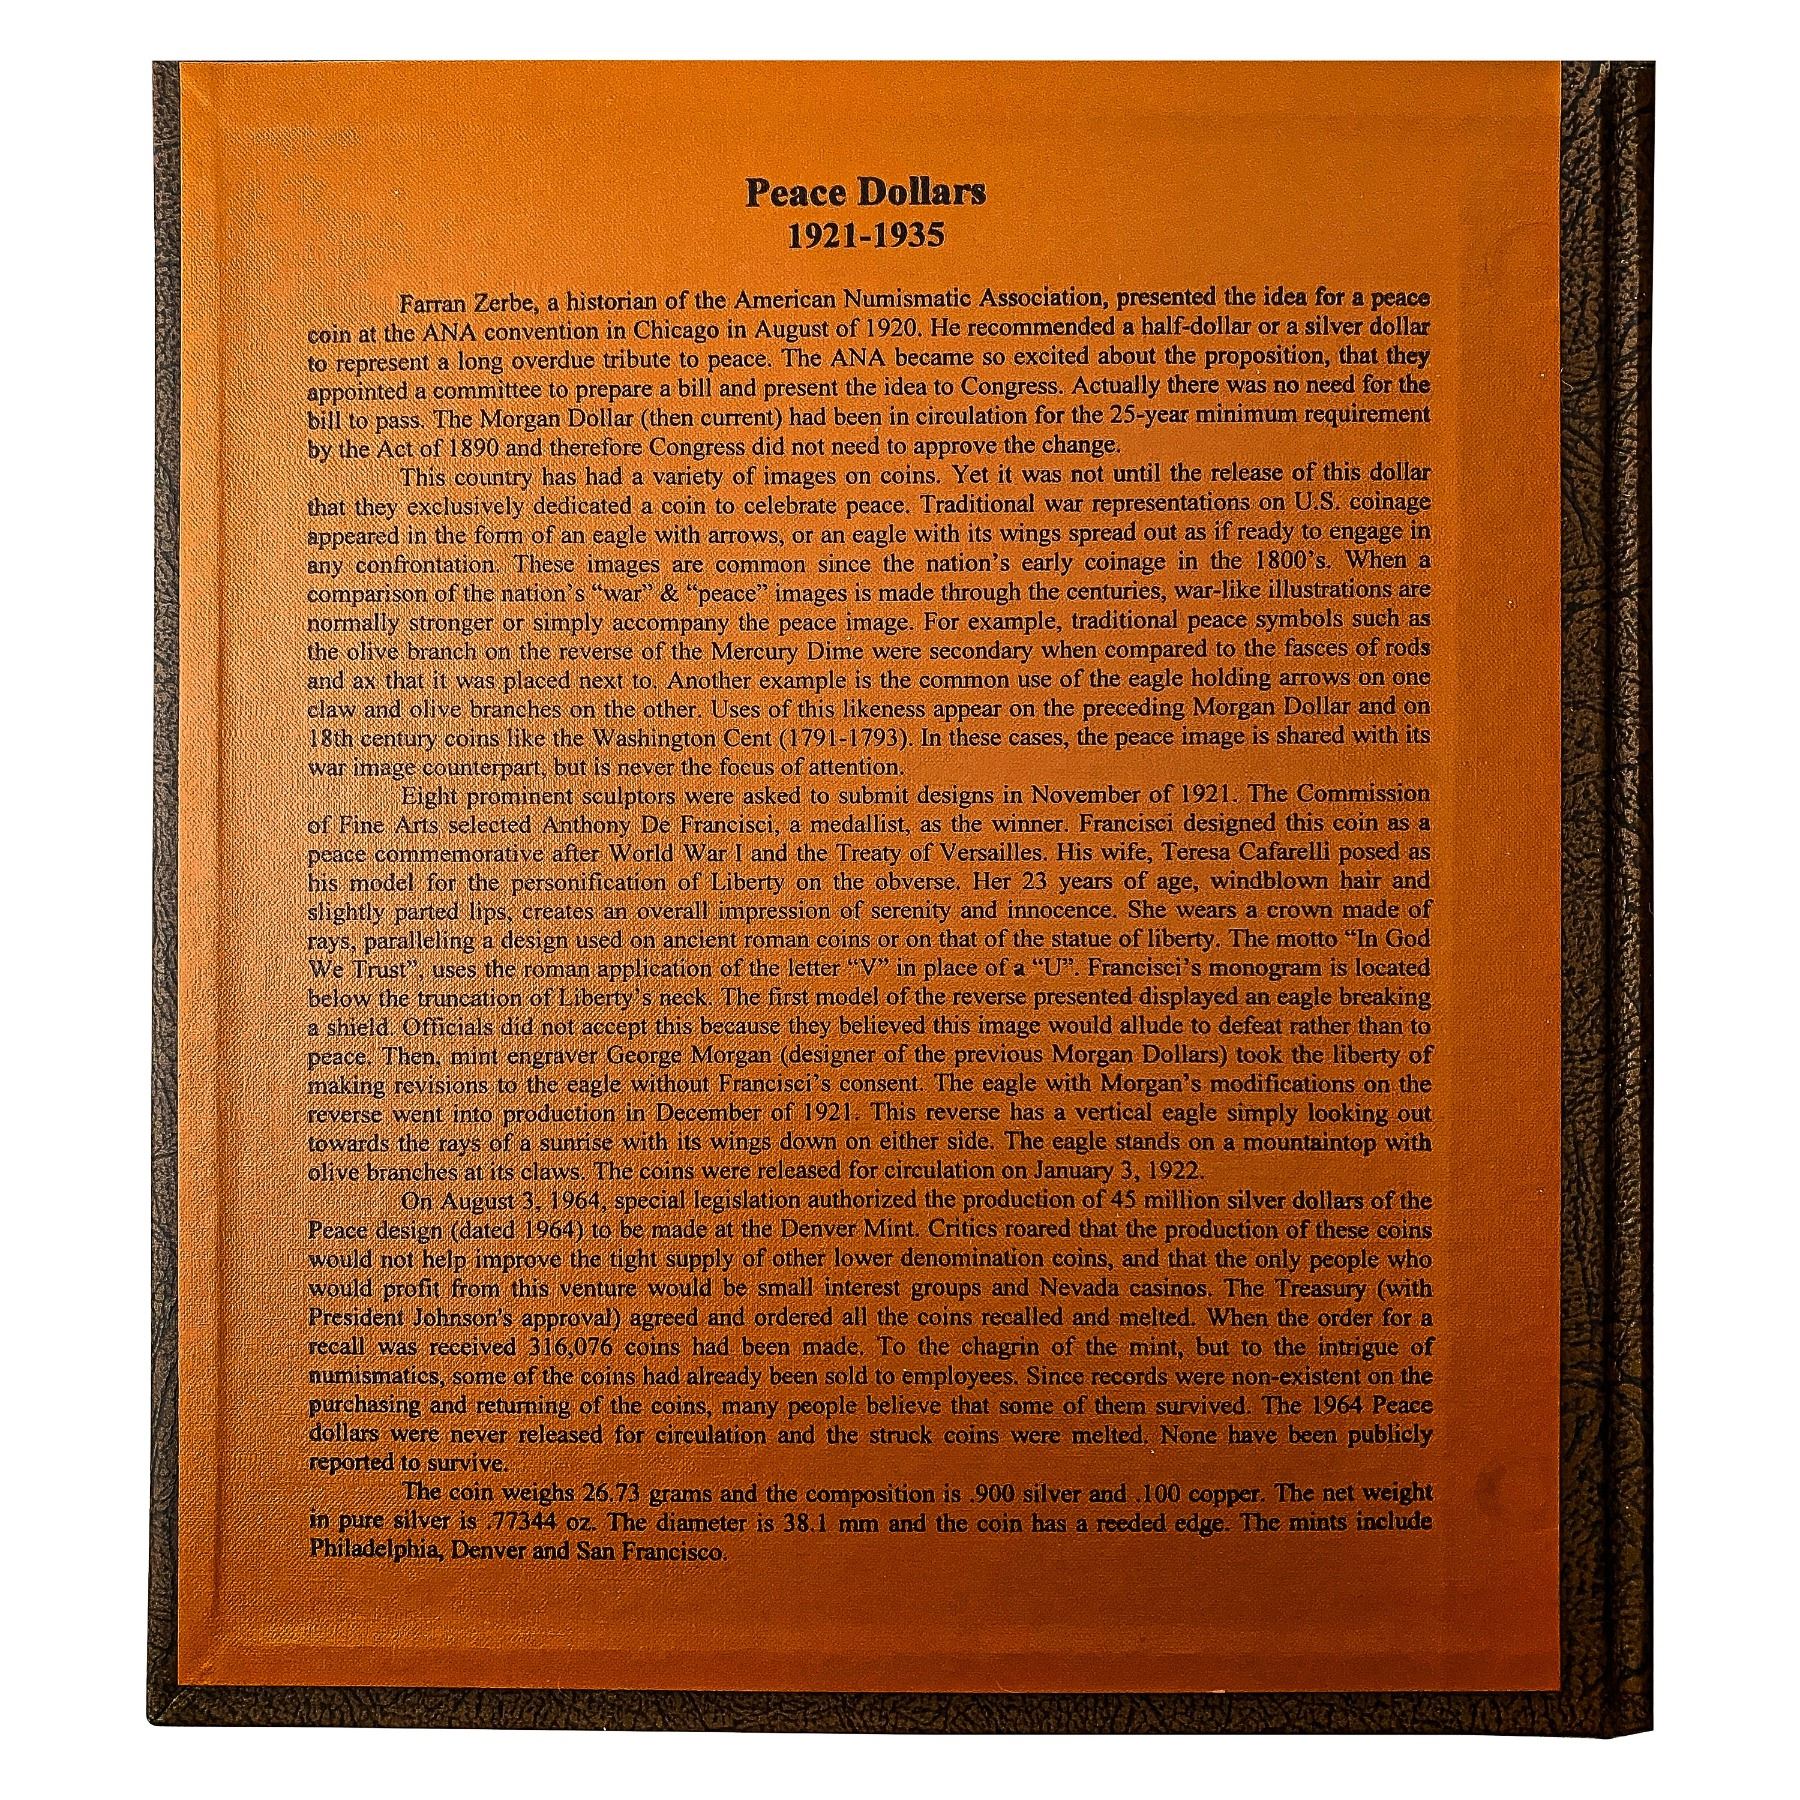 Peace Dollars
1921-1935
Farran Zerbe, a historian of the American Numismatic Association, presented the idea for a peace
coin at the ANA convention in Chicago in August of 1920. He recommended a half-dollar or a silver dollar
to represent a long overdue tribute to peace. The ANA became so excited about the proposition, that they
appointed a committee to prepare a bill and present the idea to Congress. Actually there was no need for the
bill to pass. The Morgan Dollar (then current) had been in circulation for the 25-year minimum requirement
by the Act of 1890 and therefore Congress did not need to approve the change.
This country has had a variety of images on coins. Yet it was not until the release of this dollar
that they exclusively dedicated a coin to celebrate peace. Traditional war representations on U.S. coinage
appeared in the form of an eagle with arrows, or an eagle with its wings spread out as if ready to engage in
any confrontation. These images are common since the nation's early coinage in the 1800's. When a
comparison of the nation's “war” & “peace” images is made through the centuries, war-like illustrations are
normally stronger or simply accompany the peace image. For example, traditional peace symbols such as
the olive branch on the reverse of the Mercury Dime were secondary when compared to the fasces of rods
and ax that it was placed next to. Another example is the common use of the eagle holding arrows on one
claw and olive branches on the other. Uses of this likeness appear on the preceding Morgan Dollar and on
18th century coins like the Washington Cent (1791-1793). In these cases, the peace image is shared with its
war image counterpart, but is never the focus of attention.
Eight prominent sculptors were asked to submit designs in November of 1921. The Commission
of Fine Arts selected Anthony De Francisci, a medallist, as the winner. Francisci designed this coin as a
peace commemorative after World War I and the Treaty of Versailles. His wife, Teresa Cafarelli posed as
his model for the personification of Liberty on the obverse. Her 23 years of age, windblown hair and
slightly parted lips, creates an overall impression of serenity and innocence. She wears a crown made of
rays, paralleling a design used on ancient roman coins or on that of the statue of liberty. The motto “In God
We Trust”, uses the roman application of the letter “V” in place of a “U”. Francisci's monogram is located
below the truncation of Liberty's neck. The first model of the reverse presented displayed an eagle breaking
a shield. Officials did not accept this because they believed this image would allude to defeat rather than to
peace. Then, mint engraver George Morgan (designer of the previous Morgan Dollars) took the liberty of
making revisions to the eagle without Francisci's consent. The eagle with Morgan's modifications on the
reverse went into production in December of 1921. This reverse has a vertical eagle simply looking out
towards the rays of a sunrise with its wings down on either side. The eagle stands on a mountaintop with
olive branches at its claws. The coins were released for circulation on January 3, 1922.
On August 3, 1964, special legislation authorized the production of 45 million silver dollars of the
Peace design (dated 1964) to be made at the Denver Mint. Critics roared that the production of these coins
would not help improve the tight supply of other lower denomination coins, and that the only people who
would profit from this venture would be small interest groups and Nevada casinos. The Treasury (with
President Johnson's approval) agreed and ordered all the coins recalled and melted. When the order for a
recall was received 316,076 coins had been made. To the chagrin of the mint, but to the intrigue of
numismatics, some of the coins had already been sold to employees. Since records were non-existent on the
purchasing and returning of the coins, many people believe that some of them survived. The 1964 Peace
dollars were never released for circulation and the struck coins were melted. None have been publicly
reported to survive.
The coin weighs 26.73 grams and the composition is .900 silver and .100 copper. The net weight
in pure silver is .77344 oz. The diameter is 38.1 mm and the coin has a reeded edge. The mints include
Philadelphia, Denver and San Francisco.